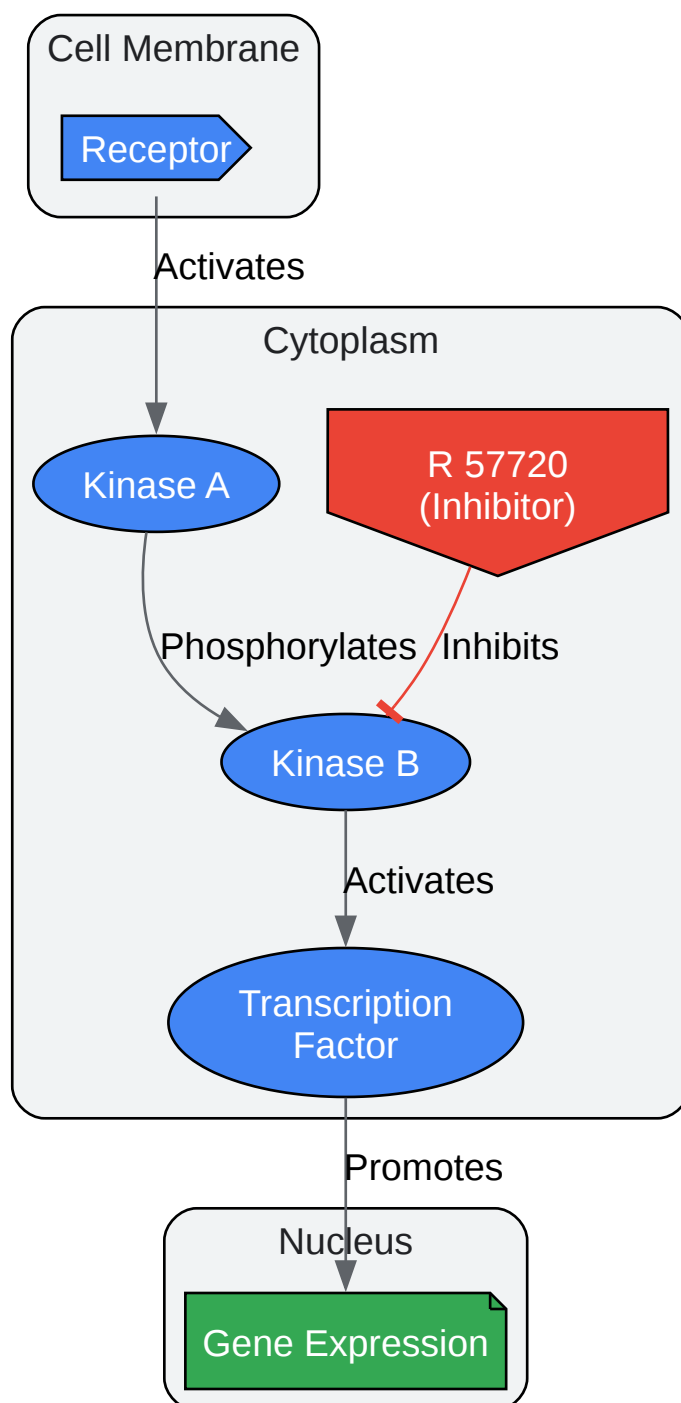 Cell Membrane
Receptor
Activates
Cytoplasm
Kinase A
R 57720
(Inhibitor)
Phosphorylates
Inhibits
Kinase B
Activates
Transcription
Factor
Promotes
Nucleus
Gene Expression